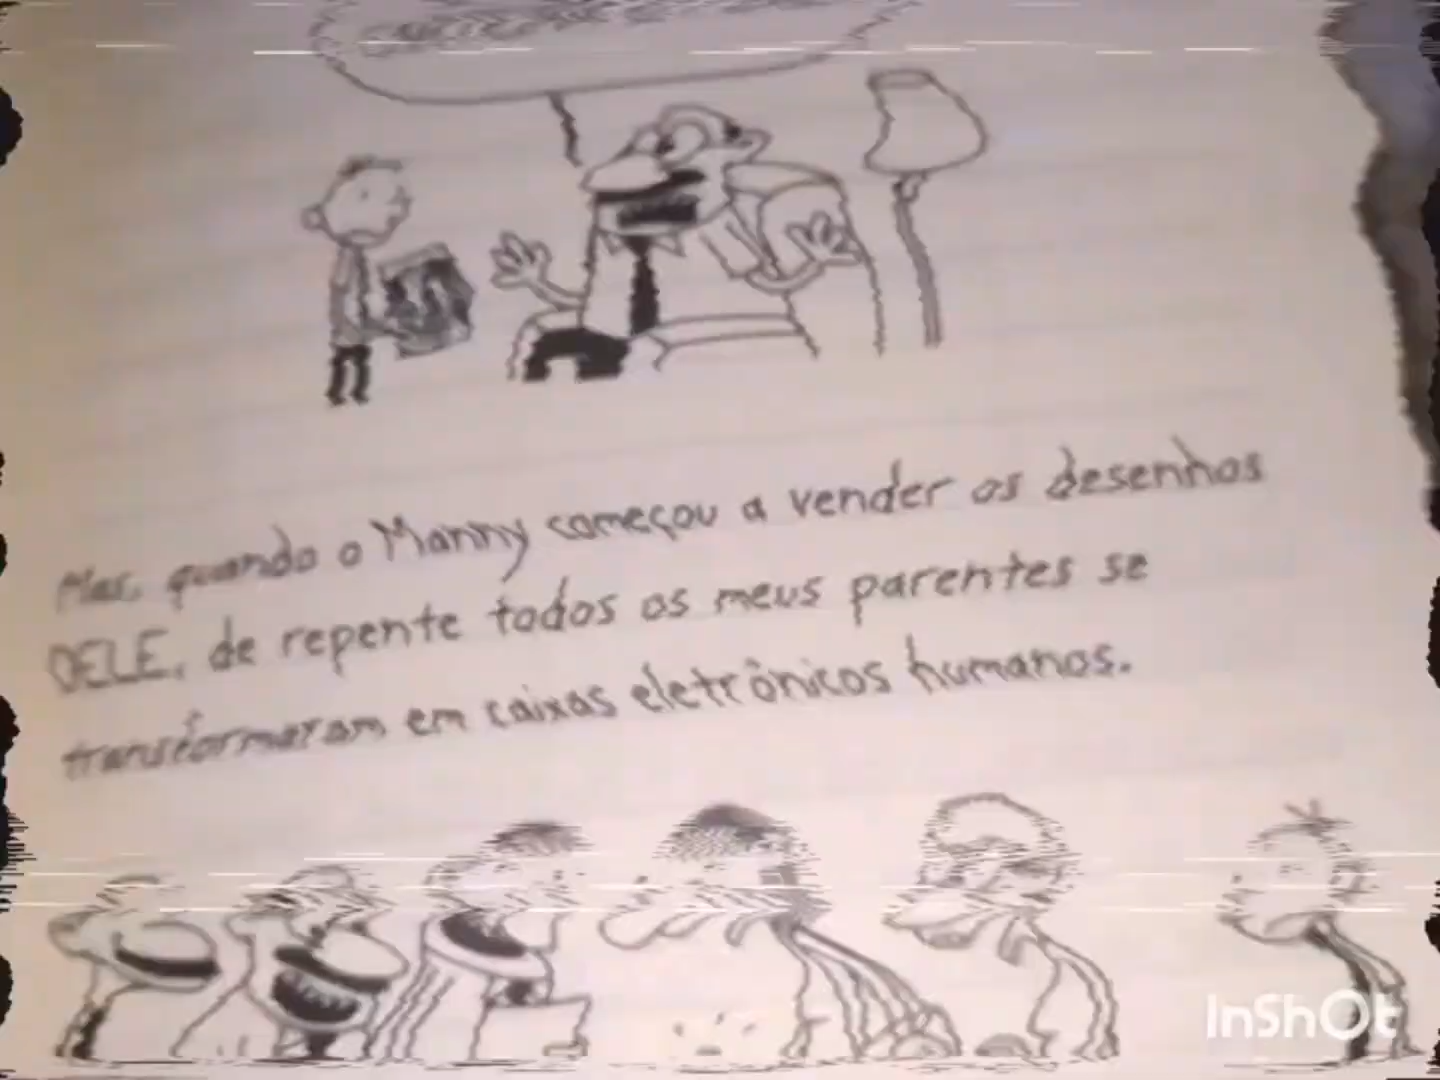 Mas, quando o Manny começou a vender os desenhos
DELE, de repente todos os meus parentes se
transformaram em caixas eletrônicos humanos.
InShOt